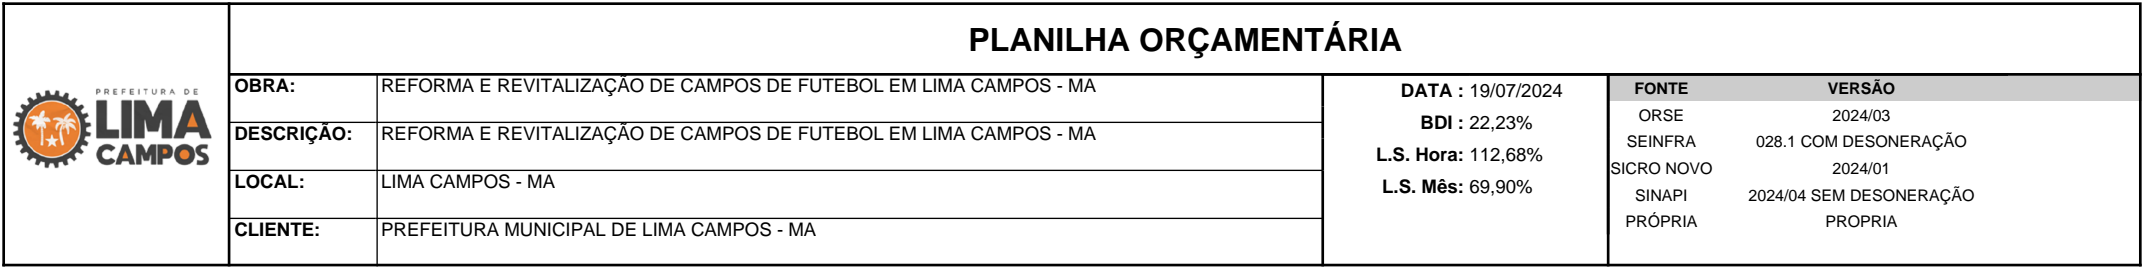 PLANILHA ORÇAMENTÁRIA
PREFEITURA DE
LIMA
CAMPOS
OBRA: REFORMA E REVITALIZAÇÃO DE CAMPOS DE FUTEBOL EM LIMA CAMPOS - MA
DESCRIÇÃO: REFORMA E REVITALIZAÇÃO DE CAMPOS DE FUTEBOL EM LIMA CAMPOS - MA
LOCAL: LIMA CAMPOS - MA
CLIENTE: PREFEITURA MUNICIPAL DE LIMA CAMPOS - MA
DATA : 19/07/2024
BDI : 22,23%
L.S. Hora: 112,68%
L.S. Mês: 69,90%
FONTE VERSÃO
ORSE 2024/03
SEINFRA 028.1 COM DESONERAÇÃO
SICRO NOVO 2024/01
SINAPI 2024/04 SEM DESONERAÇÃO
PRÓPRIA PROPRIA